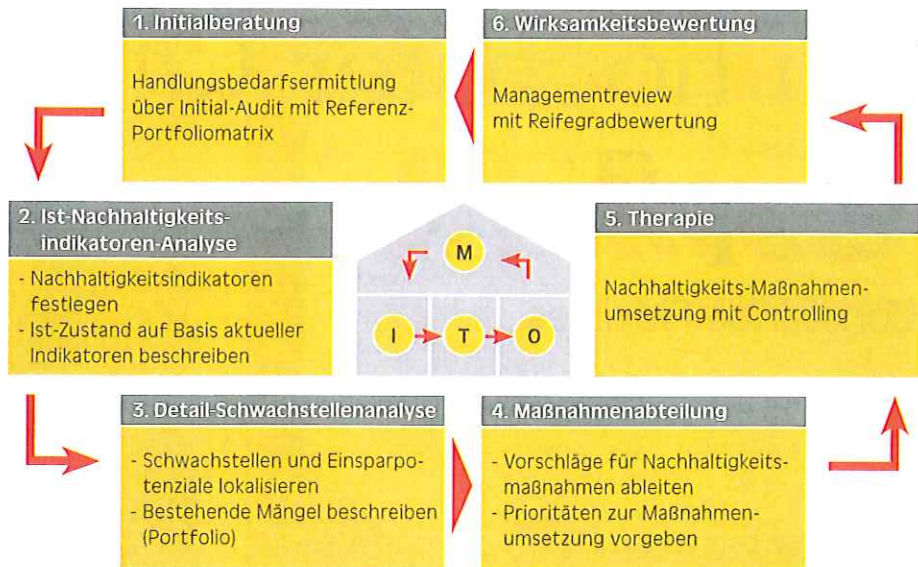 1. Initialberatung
Handlungsbedarfsermittlung
über Initial-Audit mit Referenz-
Portfoliomatrix
6. Wirksamkeitsbewertung
Managementreview
mit Reifegradbewertung
2. Ist-Nachhaltigkeits-
indikatoren-Analyse
- Nachhaltigkeitsindikatoren
festlegen
- Ist-Zustand auf Basis aktueller
Indikatoren beschreiben
M
I
T
O
5. Therapie
Nachhaltigkeits-Maßnahmen-
umsetzung mit Controlling
3. Detail-Schwachstellenanalyse
- Schwachstellen und Einsparpo-
tenziale lokalisieren
- Bestehende Mängel beschreiben
(Portfolio)
4. Maßnahmenabteilung
- Vorschläge für Nachhaltigkeits-
maßnahmen ableiten
- Prioritäten zur Maßnahmen-
umsetzung vorgeben